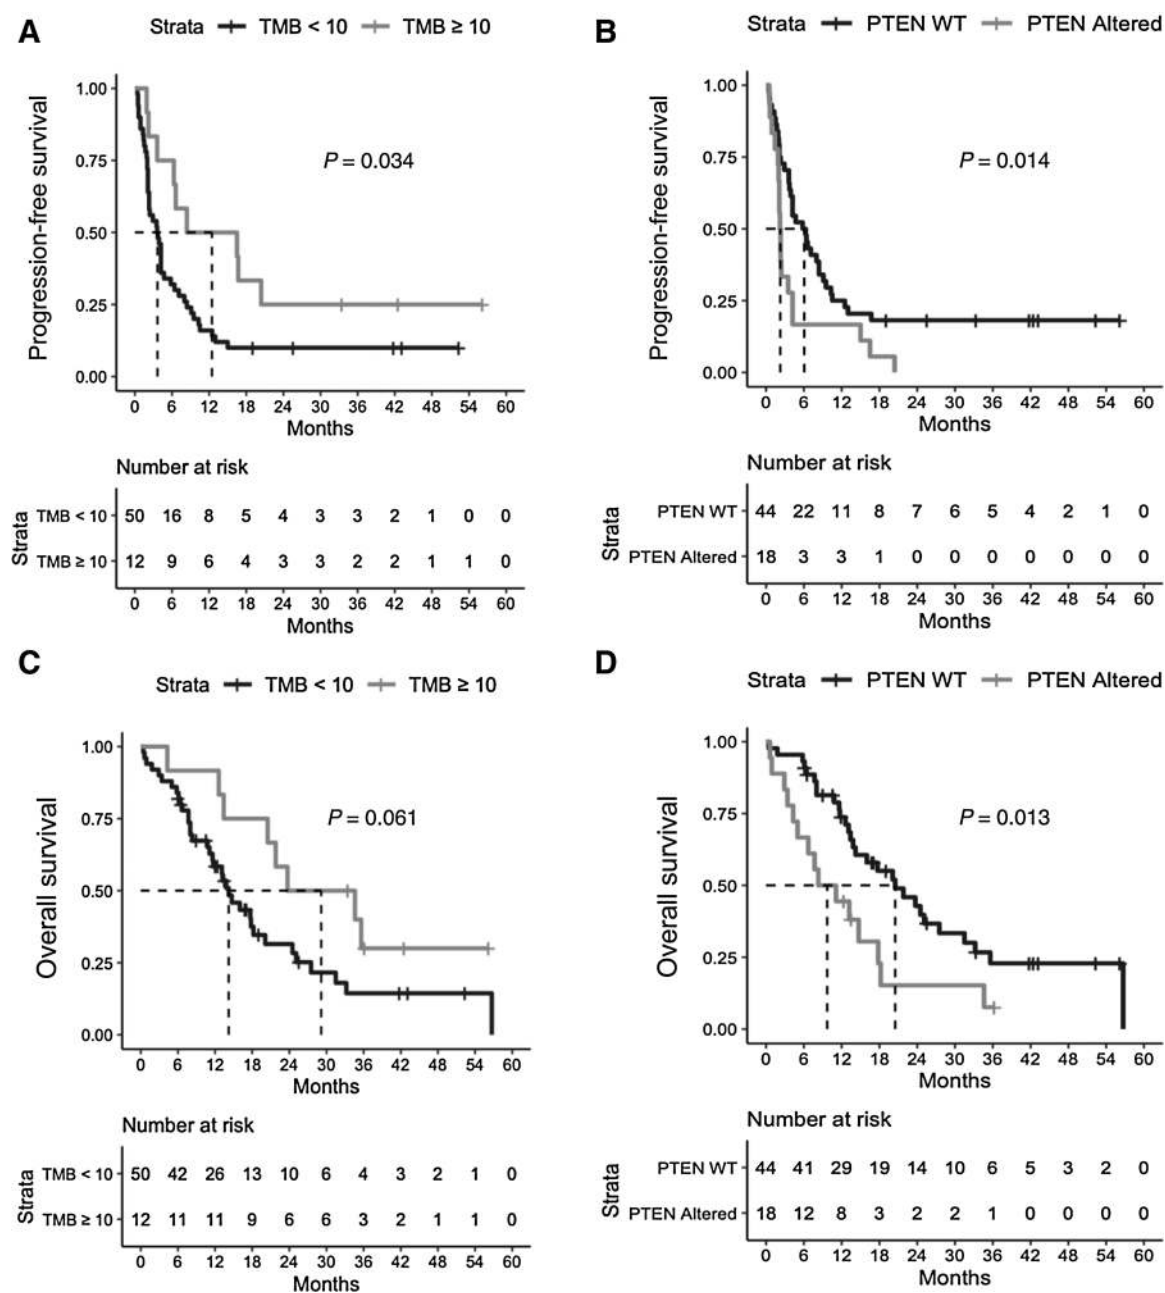 A
Strata TMB < 10 TMB ≥ 10
1.00
0.75
0.50
0.25
0.00
Progression-free survival
P = 0.034
0 6 12 18 24 30 36 42 48 54 60
Months
Number at risk
Strata
TMB < 10 50 16 8 5 4 3 3 2 1 0 0
TMB ≥ 10 12 9 6 4 3 3 2 2 1 1 0
0 6 12 18 24 30 36 42 48 54 60
Months
B
Strata PTEN WT PTEN Altered
1.00
0.75
0.50
0.25
0.00
Progression-free survival
P = 0.014
0 6 12 18 24 30 36 42 48 54 60
Months
Number at risk
Strata
PTEN WT 44 22 11 8 7 6 5 4 2 1 0
PTEN Altered 18 3 3 1 0 0 0 0 0 0 0
0 6 12 18 24 30 36 42 48 54 60
Months
C
Strata TMB < 10 TMB ≥ 10
1.00
0.75
0.50
0.25
0.00
Overall survival
P = 0.061
0 6 12 18 24 30 36 42 48 54 60
Months
Number at risk
Strata
TMB < 10 50 42 26 13 10 6 4 3 2 1 0
TMB ≥ 10 12 11 11 9 6 6 3 2 1 1 0
0 6 12 18 24 30 36 42 48 54 60
Months
D
Strata PTEN WT PTEN Altered
1.00
0.75
0.50
0.25
0.00
Overall survival
P = 0.013
0 6 12 18 24 30 36 42 48 54 60
Months
Number at risk
Strata
PTEN WT 44 41 29 19 14 10 6 5 3 2 0
PTEN Altered 18 12 8 3 2 2 1 0 0 0 0
0 6 12 18 24 30 36 42 48 54 60
Months